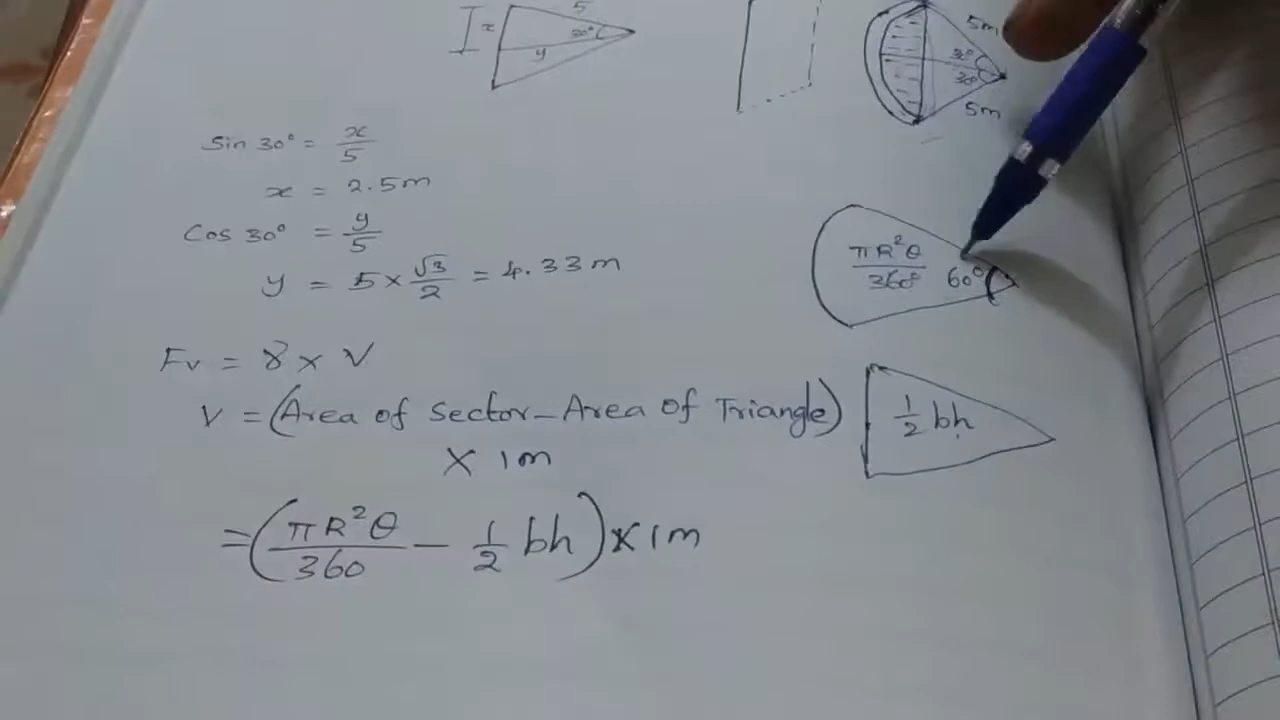 5
x
30°
y
5m
30°
30°
5m
Sin 30° = x/5
x = 2.5m
Cos 30° = y/5
y = 5 × √3/2 = 4.33 m
πR²θ/360° 60°
Fv = γ × V
V = (Area of Sector - Area of Triangle)
× 1m
1/2 bh
= (πR²θ/360 - 1/2 bh) × 1m